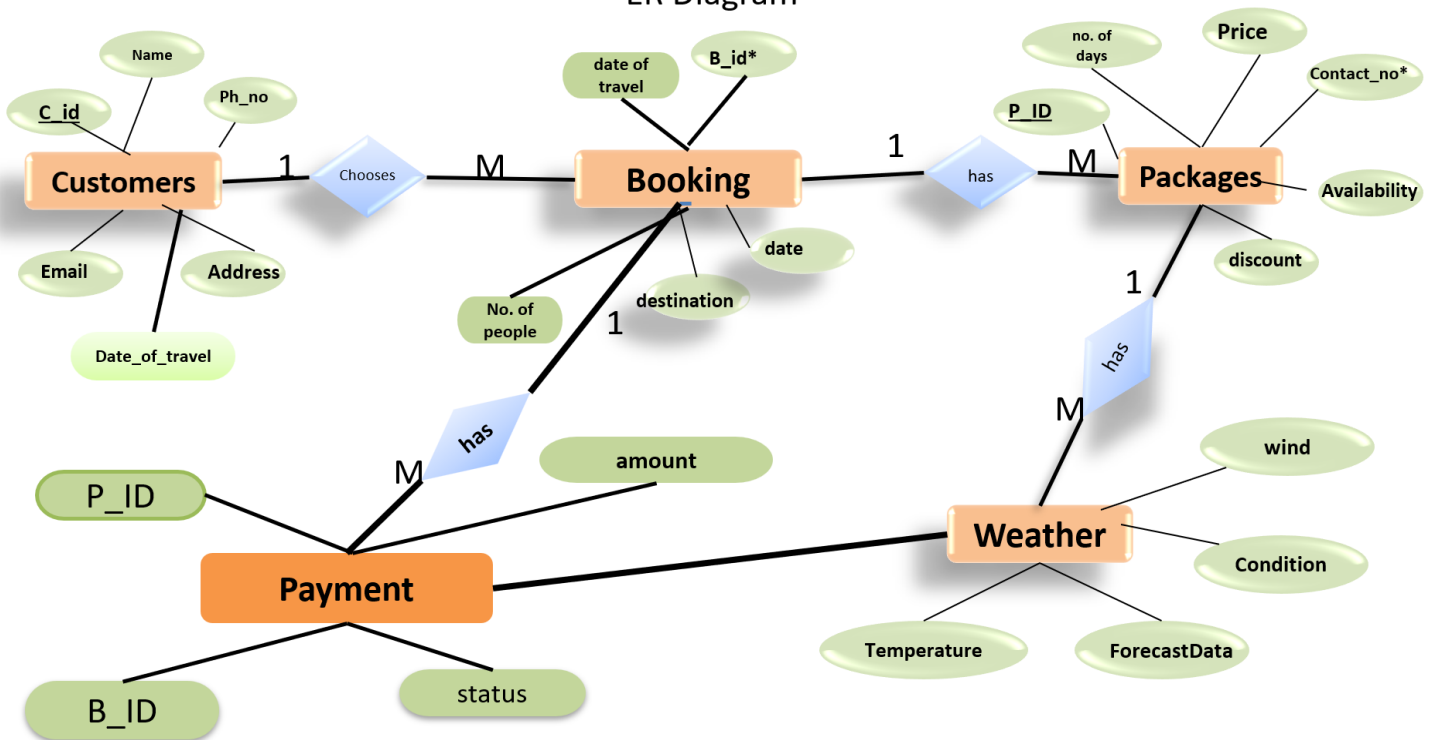 ER Diagram
Name
no. of
days
Price
date of
travel
B_id*
Contact_no*
C_id
Ph_no
P_ID
1
M
1
M
Customers
Chooses
Booking
has
Packages
Availability
Email
Address
date
discount
destination
No. of
people
1
1
Date_of_travel
has
M
has
M
amount
wind
P_ID
Weather
Condition
Payment
Temperature
ForecastData
B_ID
status